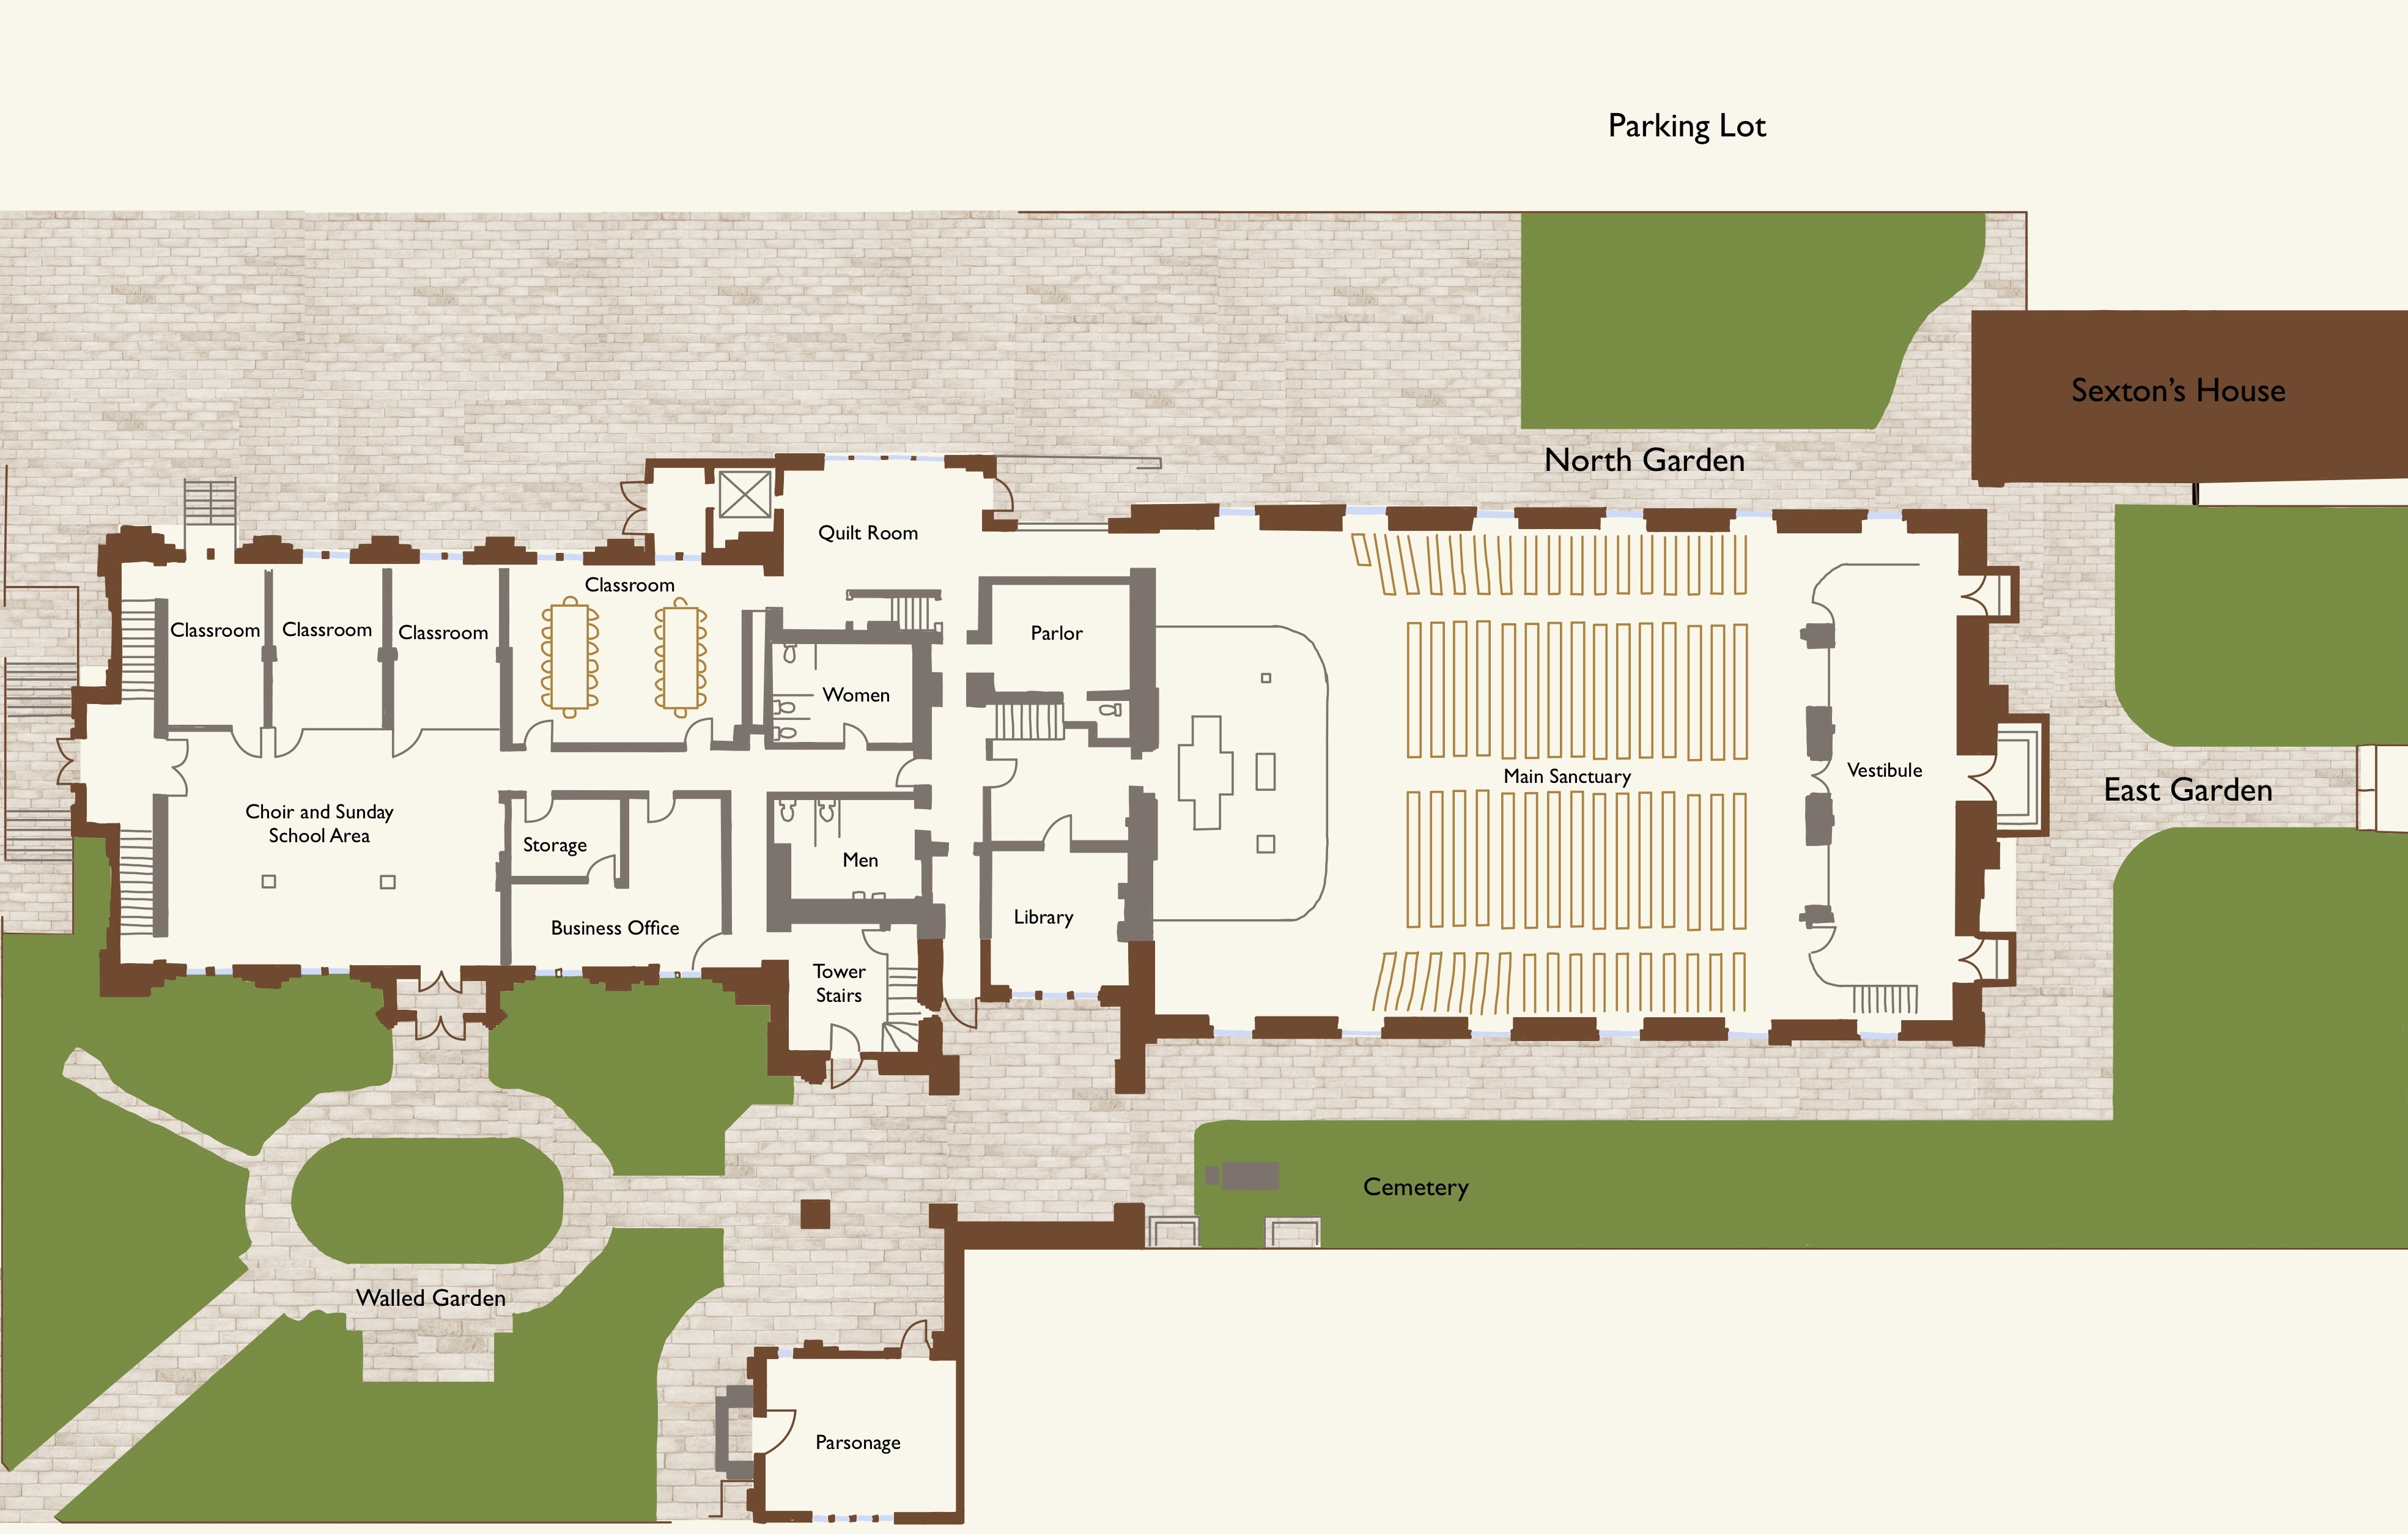 Parking Lot
Sexton's House
North Garden
Quilt Room
Classroom
Classroom
Classroom
Classroom
Parlor
Women
Main Sanctuary
Vestibule
East Garden
Choir and Sunday
School Area
Storage
Men
Library
Business Office
Tower
Stairs
Cemetery
Walled Garden
Parsonage